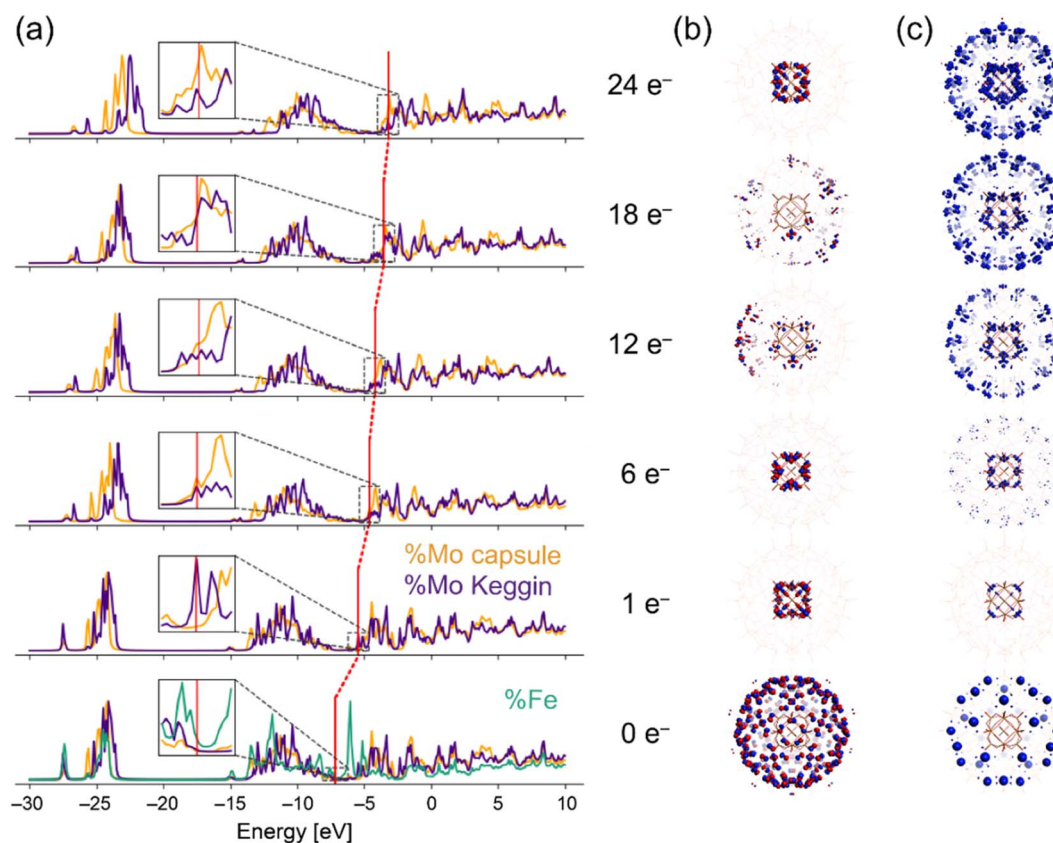 (a)
(b)
(c)
24 e⁻
18 e⁻
12 e⁻
6 e⁻
%Mo capsule
%Mo Keggin
1 e⁻
%Fe
0 e⁻
–30 –25 –20 –15 –10 –5 0 5 10
Energy [eV]